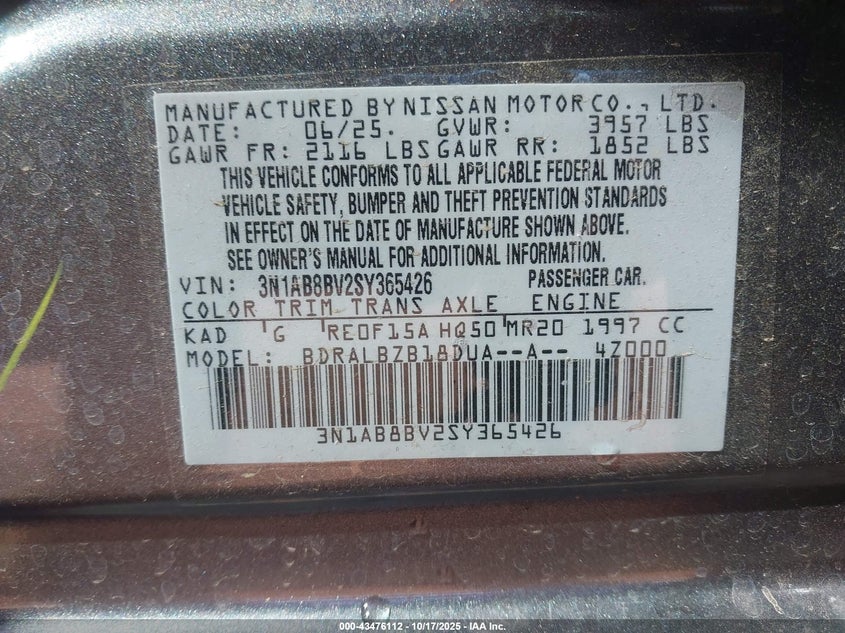 MANUFACTURED BY NISSAN MOTOR CO., LTD.
DATE: 06/25. GVWR: 3957 LBS
GAWR FR: 2116 LBS GAWR RR: 1852 LBS
THIS VEHICLE CONFORMS TO ALL APPLICABLE FEDERAL MOTOR
VEHICLE SAFETY, BUMPER AND THEFT PREVENTION STANDARDS
IN EFFECT ON THE DATE OF MANUFACTURE SHOWN ABOVE.
SEE OWNER'S MANUAL FOR ADDITIONAL INFORMATION.
VIN: 3N1AB8BV2SY365426 PASSENGER CAR.
COLOR TRIM TRANS AXLE ENGINE
KAD 'G 'RE0F15A HQ50 'MR20 1997 CC
MODEL: BDRALBZB18DUA--A-- 4Z000
3N1AB8BV2SY365426
000-43476112 - 10/17/2025 - IAA Inc.